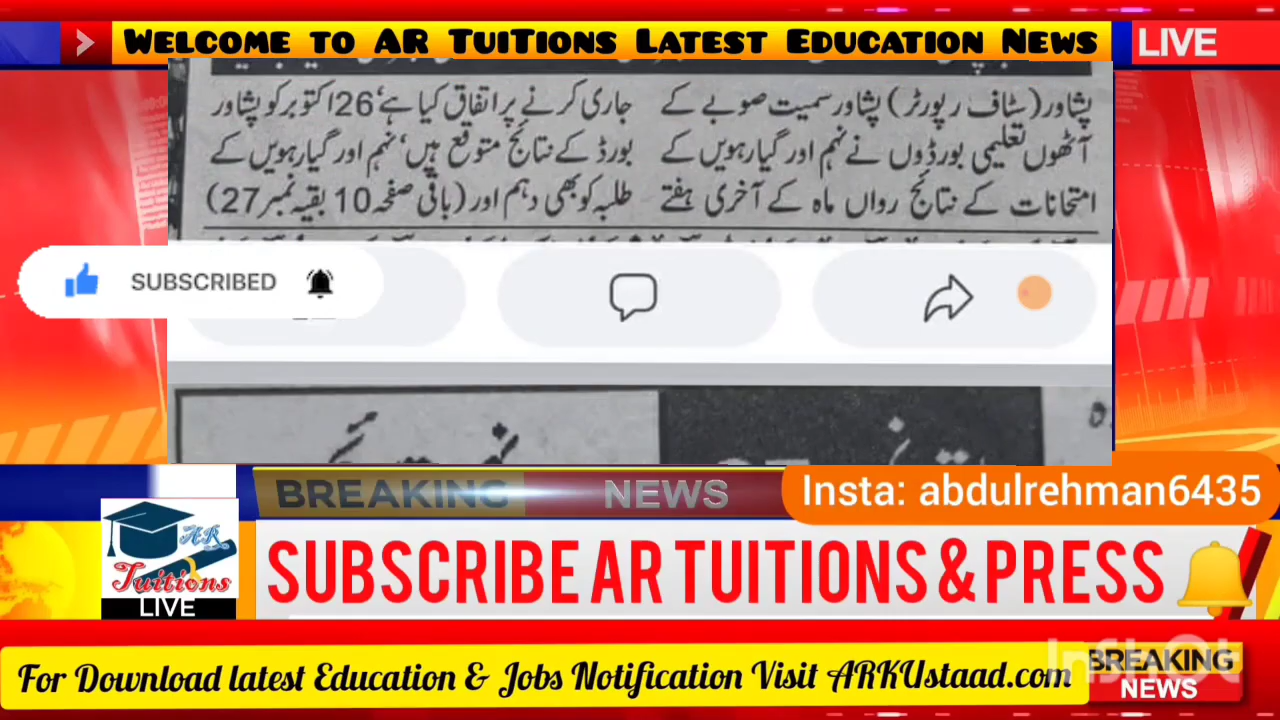 WELCOME TO AR TUITIONS LATEST EDUCATION NEWS
LIVE
پشاور(سٹاف رپورٹر) پشاور سمیت صوبے کے
آٹھوں تعلیمی بورڈوں نے نہم اور گیارہویں کے
امتحانات کے نتائج رواں ماہ کے آخری ہفتے
جاری کرنے پر اتفاق کیا ہے‘26اکتوبر کو پشاور
بورڈ کے نتائج متوقع ہیں‘نہم اور گیارہویں کے
طلبہ کو بھی دہم اور (باقی صفحہ 10 بقیہ نمبر 27)
SUBSCRIBED
BREAKING NEWS
Insta: abdulrehman6435
AR
Tuitions
LIVE
SUBSCRIBE AR TUITIONS & PRESS
For Download latest Education & Jobs Notification Visit ARKUstaad.com
InShOt
BREAKING
NEWS